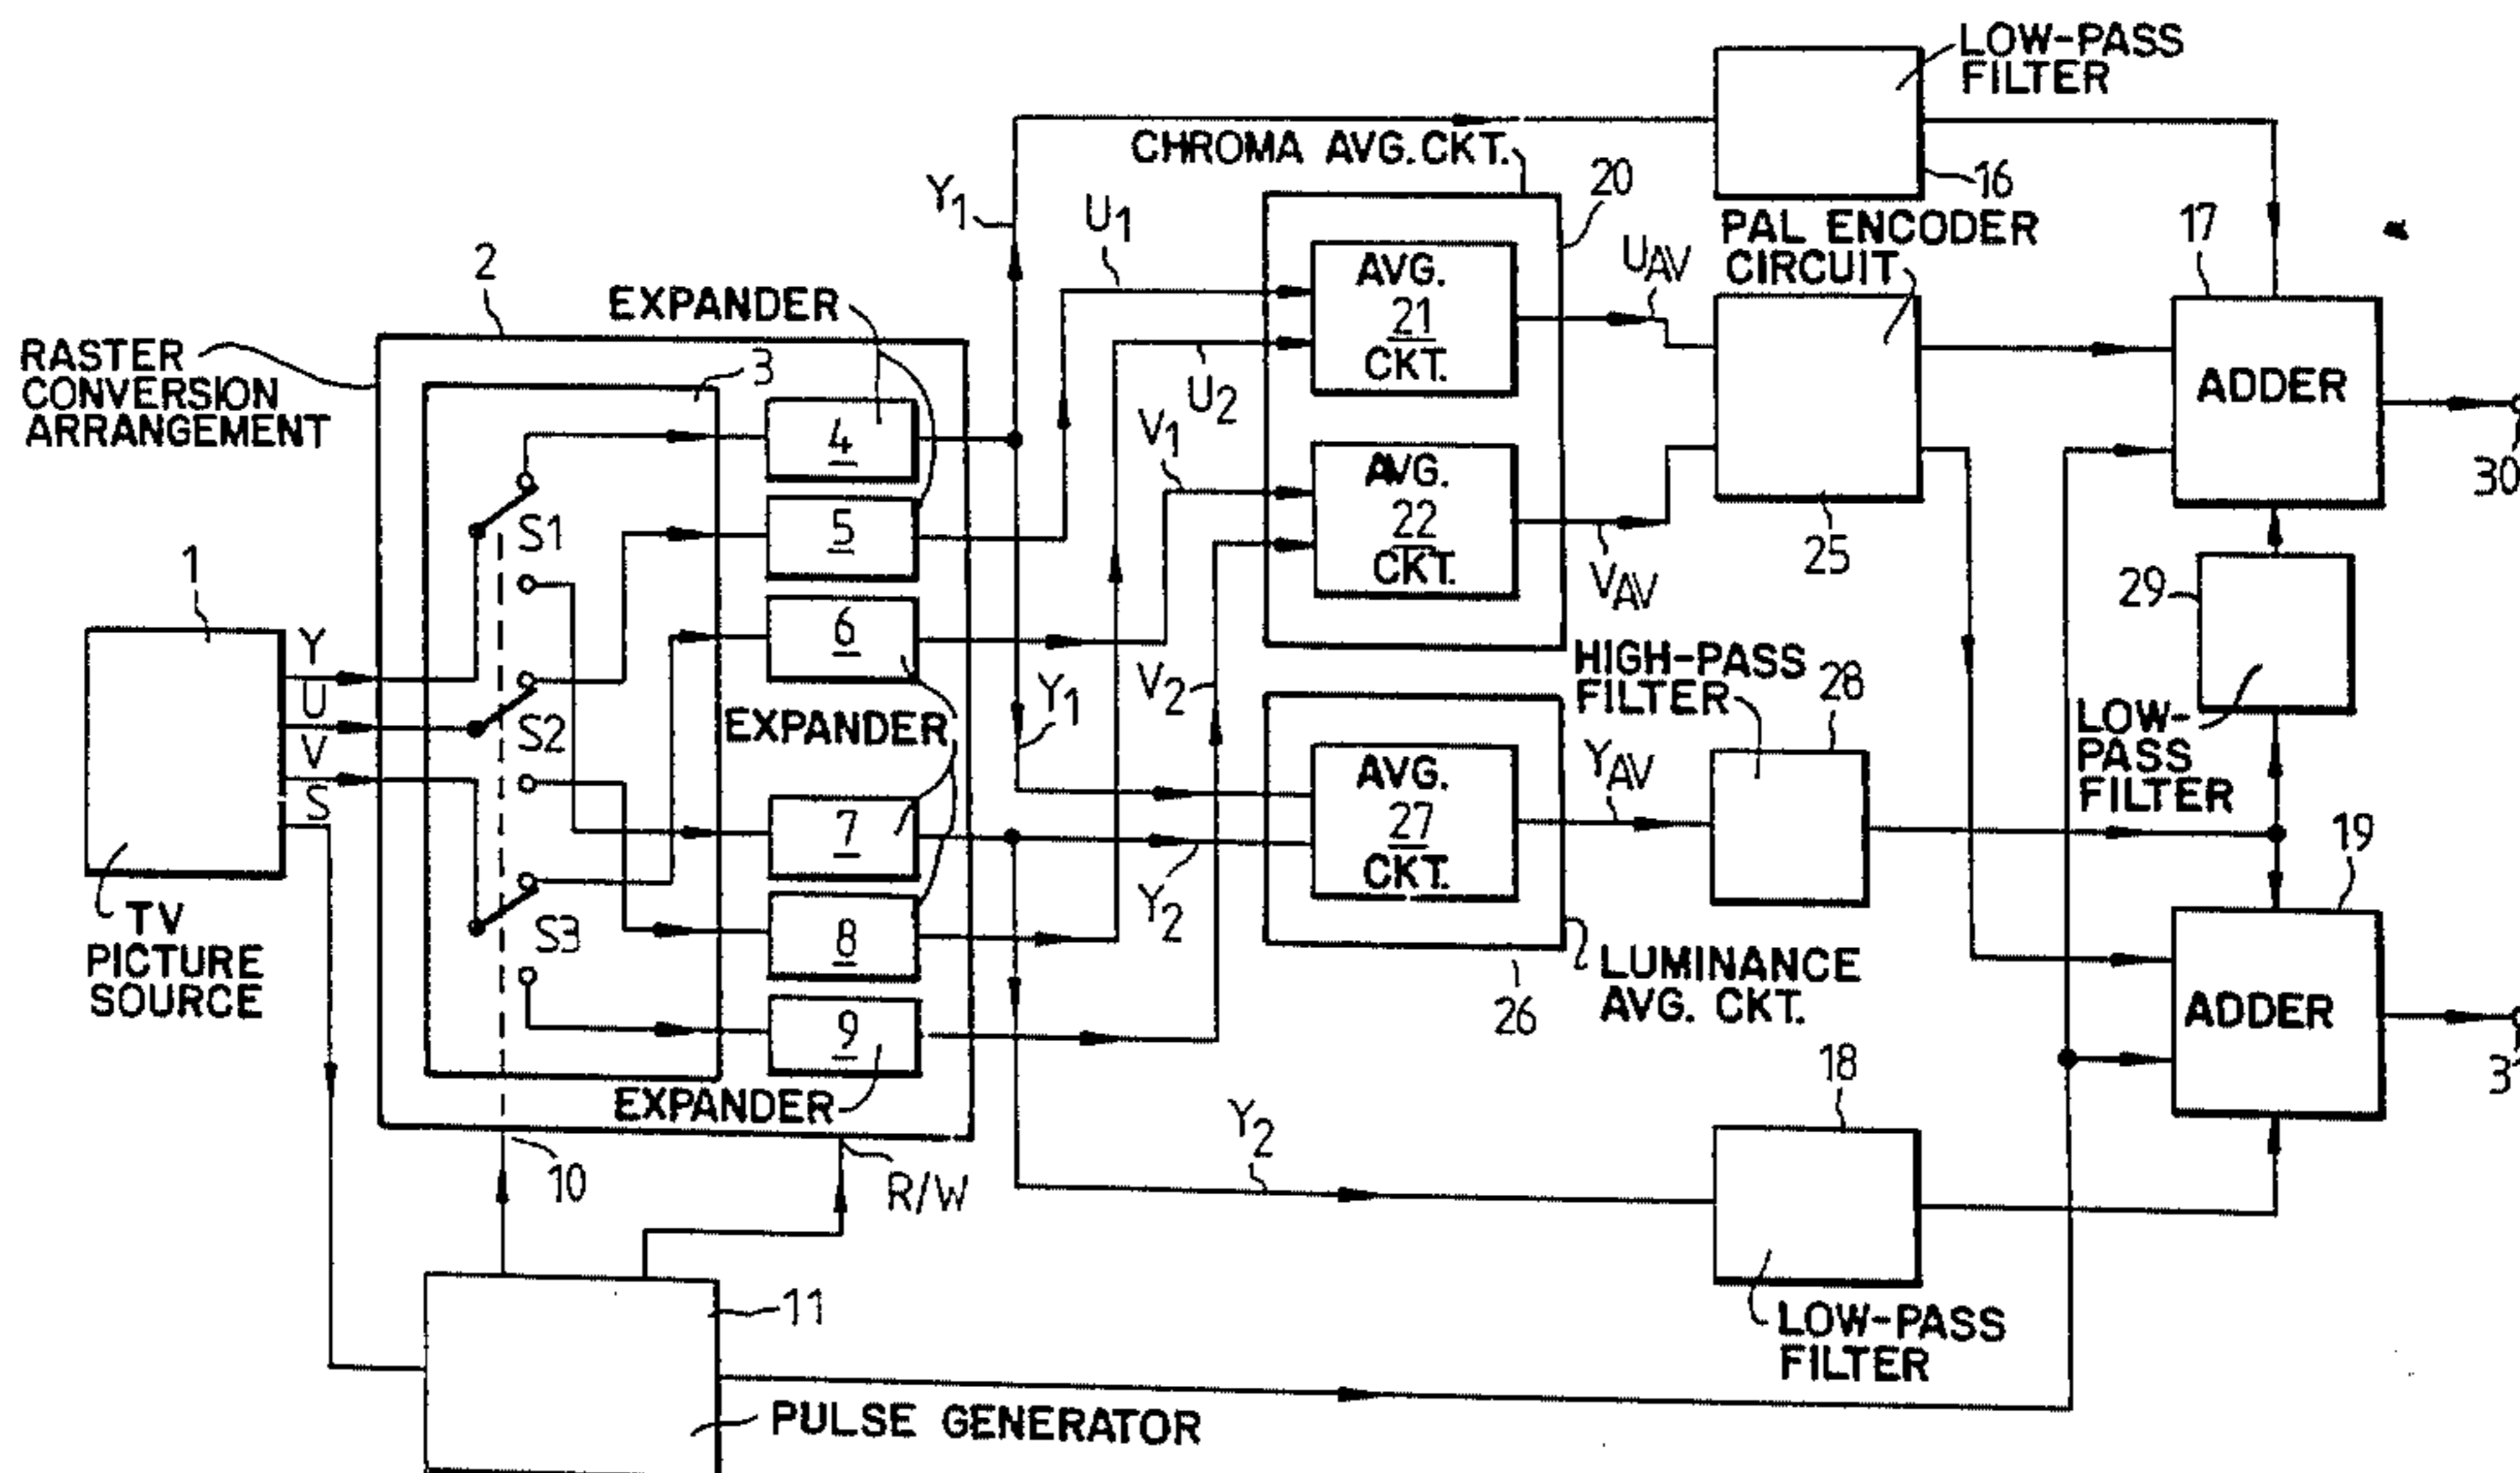 LOW-PASS
FILTER
CHROMA AVG. CKT.
20
16
Y1
U1
PAL ENCODER
CIRCUIT
17
2
AVG.
21
CKT.
UAV
EXPANDER
RASTER
CONVERSION
ARRANGEMENT
3
U2
ADDER
4
V1
AVG.
22
CKT.
30
S1
5
25
1
VAV
29
6
Y
U
V
S
S2
EXPANDER
Y1
V2
HIGH-PASS
FILTER
28
LOW-
PASS
FILTER
AVG.
27
CKT.
YAV
7
19
Y2
TV
PICTURE
SOURCE
S3
8
LUMINANCE
AVG. CKT.
26
9
ADDER
EXPANDER
18
3
Y2
10
R/W
11
LOW-PASS
FILTER
PULSE GENERATOR